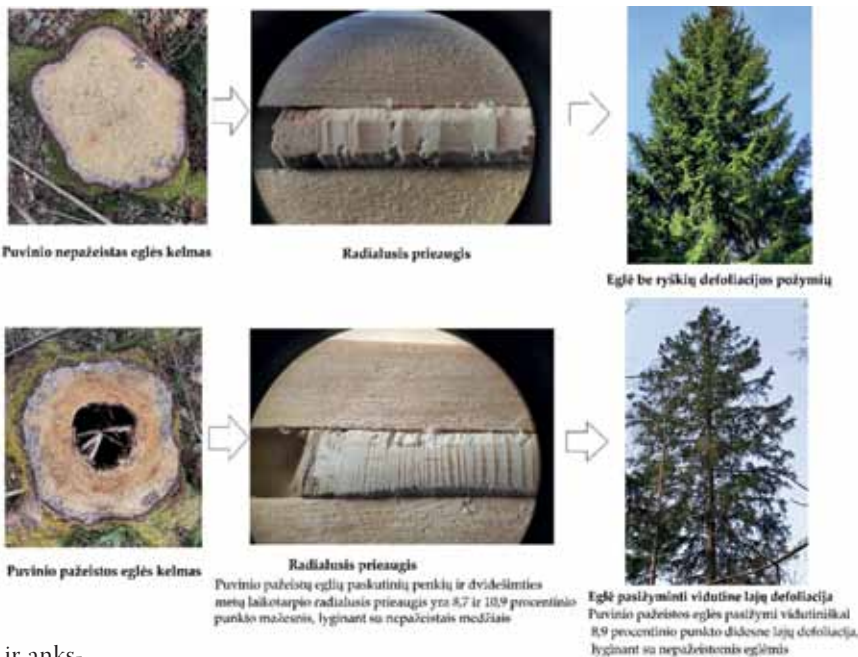 Puvinio nepažeistas eglės kelmas
Radialusis prieaugis
Eglė be ryškių defoliacijos požymių
Puvinio pažeistos eglės kelmas
Radialusis prieaugis
Puvinio pažeistų eglių paskutinių penkių ir dvidešimties
metų laikotarpio radialusis prieaugis yra 8,7 ir 10,9 procentinio
punkto mažesnis, lyginant su nepažeistais medžiais
Eglė pasižyminti vidutine lajų defoliacija
Puvinio pažeistos eglės pasižymi vidutiniškai
8,9 procentinio punkto didesne lajų defoliacija,
lyginant su nepažeistomis eglėmis
ir anks-